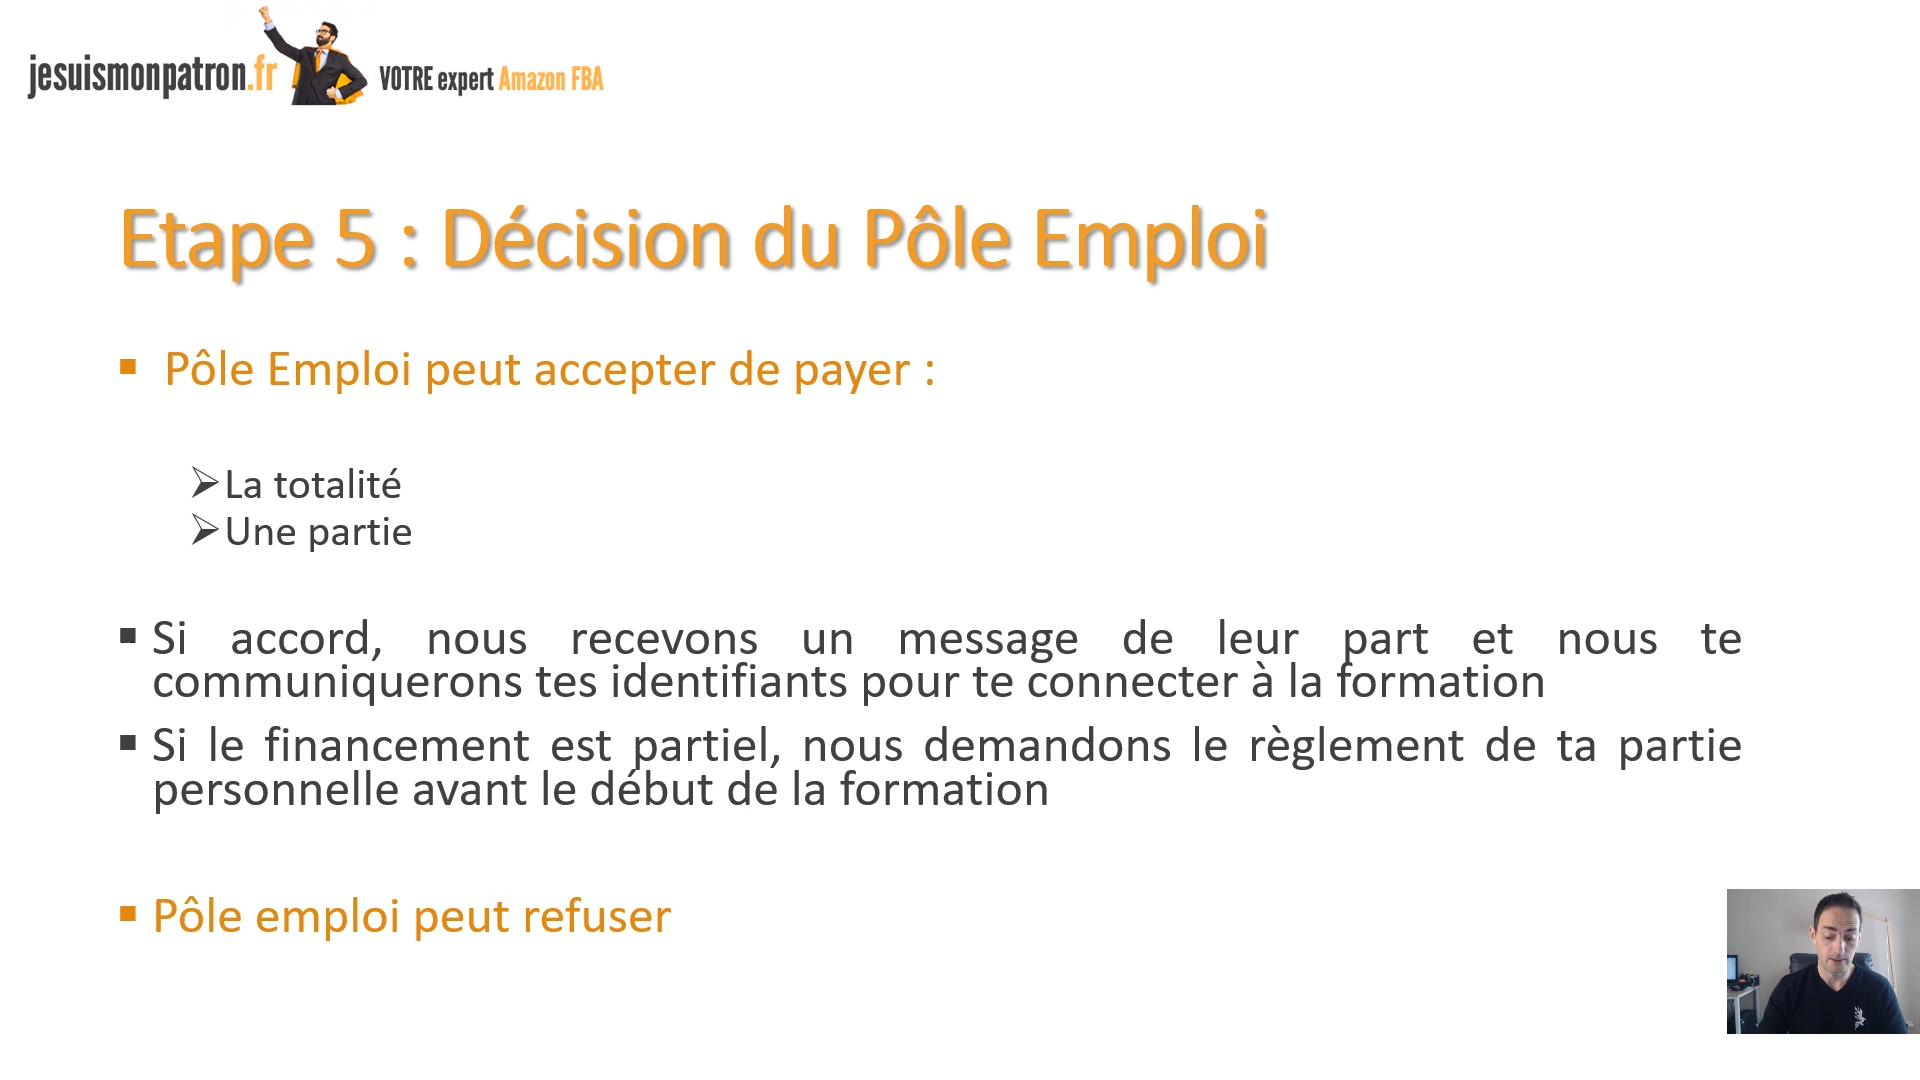 jesuismonpatron.fr VOTRE expert Amazon FBA
Etape 5 : Décision du Pôle Emploi
Pôle Emploi peut accepter de payer :
La totalité
Une partie
Si accord, nous recevons un message de leur part et nous te
communiquerons tes identifiants pour te connecter à la formation
Si le financement est partiel, nous demandons le règlement de ta partie
personnelle avant le début de la formation
Pôle emploi peut refuser